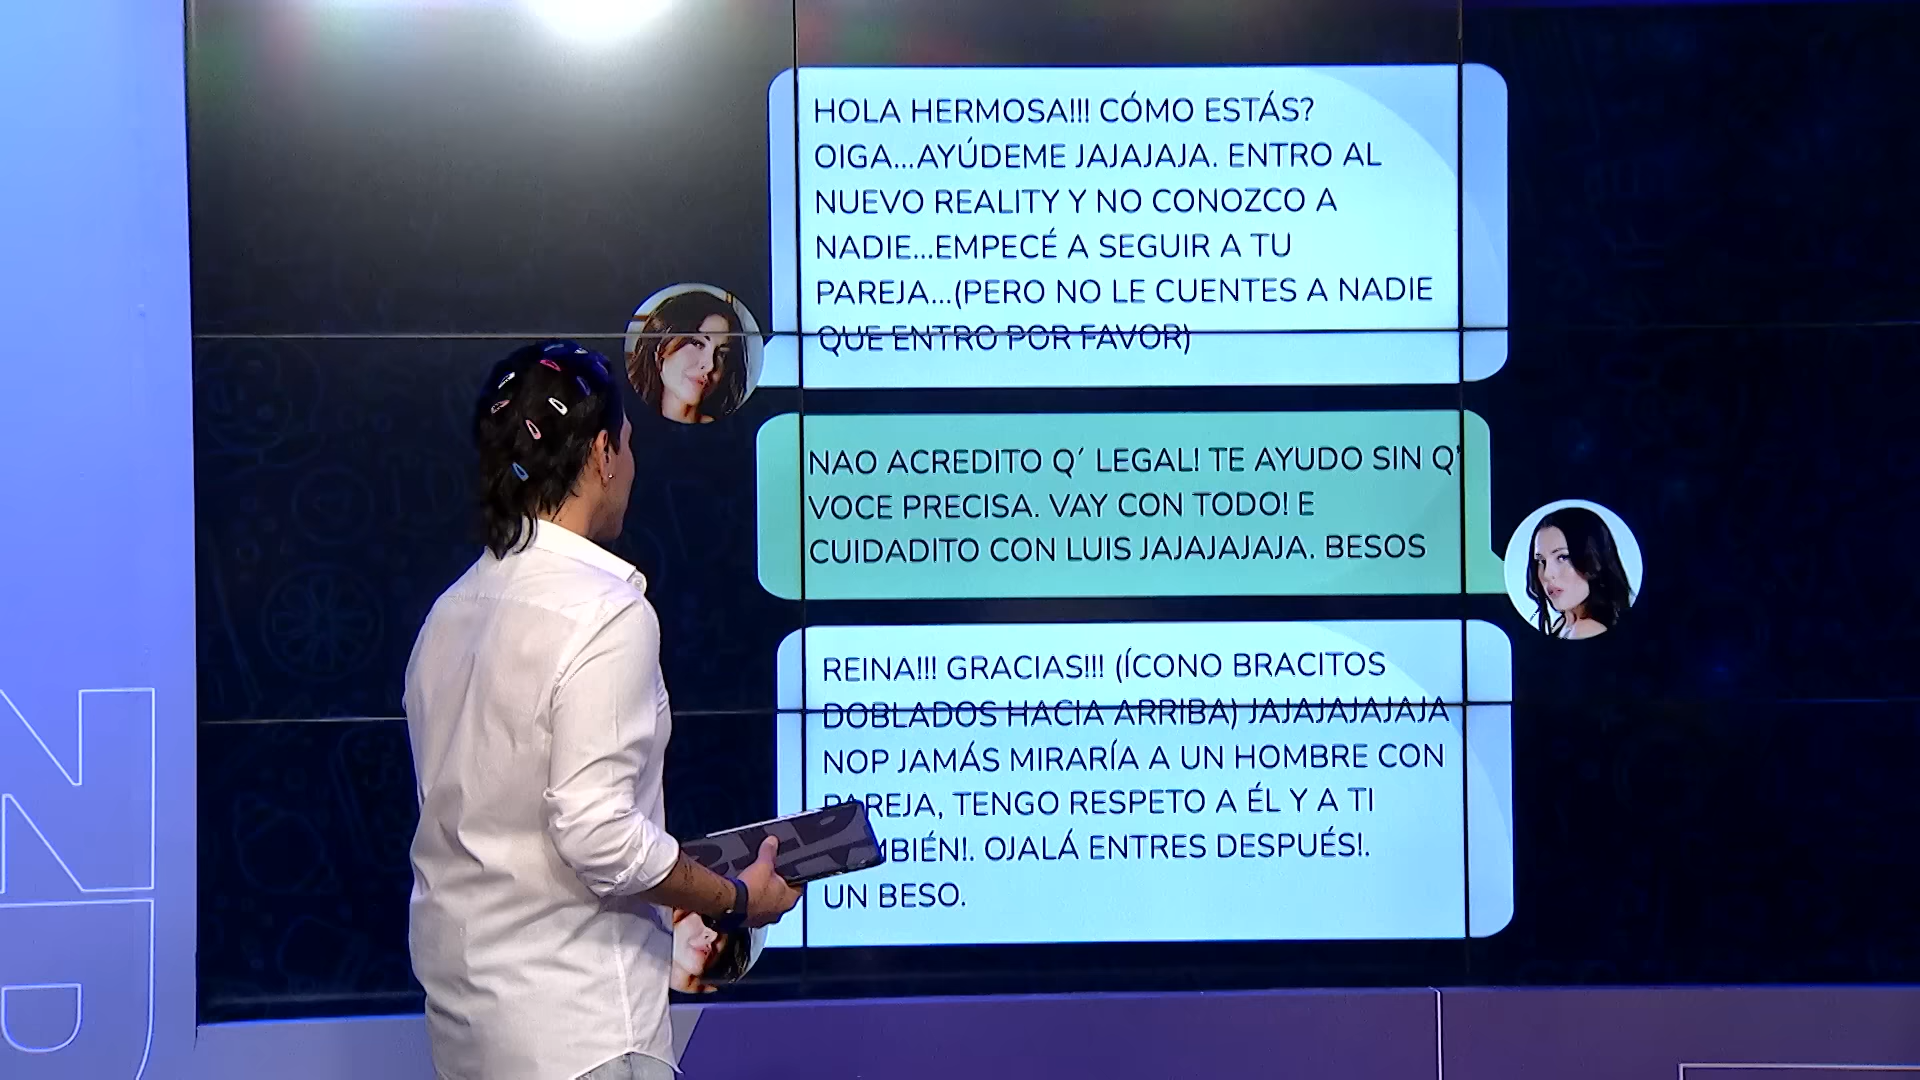 HOLA HERMOSA!!! CÓMO ESTÁS?
OIGA...AYÚDEME JAJAJAJA. ENTRO AL
NUEVO REALITY Y NO CONOZCO A
NADIE...EMPECÉ A SEGUIR A TU
PAREJA...(PERO NO LE CUENTES A NADIE
QUE ENTRO POR FAVOR)
NAO ACREDITO Q´ LEGAL! TE AYUDO SIN Q'
VOCE PRECISA. VAY CON TODO! E
CUIDADITO CON LUIS JAJAJAJAJA. BESOS
REINA!!! GRACIAS!!! (ÍCONO BRACITOS
DOBLADOS HACIA ARRIBA) JAJAJAJAJAJA
NOP JAMÁS MIRARÍA A UN HOMBRE CON
PAREJA, TENGO RESPETO A ÉL Y A TI
MBIÉN!. OJALÁ ENTRES DESPUÉS!.
UN BESO.